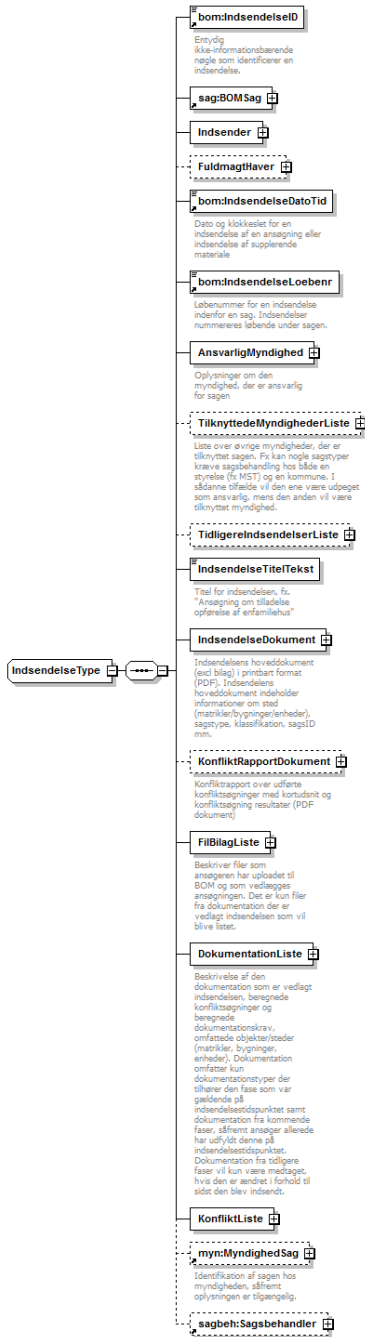 bom:IndsendelseID
Entydig
ikke-informationsbærende
nøgle som identificerer en
indsendelse.
sag:BOMSag
Indsender
FuldmagtHaver
bom:IndsendelseDatoTid
Dato og klokkeslet for en
indsendelse af en ansøgning eller
indsendelse af supplerende
materiale
bom:IndsendelseLoebenr
Løbenummer for en indsendelse
indenfor en sag. Indsendelser
nummereres løbende under sagen.
AnsvarligMyndighed
Oplysninger om den
myndighed, der er ansvarlig
for sagen
TilknyttedeMyndighederListe
Liste over øvrige myndigheder, der er
tilknyttet sagen. Fx kan nogle sagstyper
kræve sagsbehandling hos både en
styrelse (fx MST) og en kommune. I
sådanne tilfælde vil den ene være udpeget
som ansvarlig, mens den anden vil være
tilknyttet myndighed.
TidligereIndsendelserListe
IndsendelseTitelTekst
Titel for indsendelsen, fx.
"Ansøgning om tilladelse
opførelse af enfamiliehus"
IndsendelseType
IndsendelseDokument
Indsendelsens hoveddokument
(excl bilag) i printbart format
(PDF). Indsendelens
hoveddokument indeholder
informationer om sted
(matrikler/bygninger/enheder),
sagstype, klassifikation, sagsID
mm.
KonfliktRapportDokument
Konfliktrapport over udførte
konfliktsøgninger med kortudsnit og
konfliktsøgning resultater (PDF
dokument)
FilBilagListe
Beskriver filer som
ansøgeren har uploadet til
BOM og som vedlægges
ansøgningen. Det er kun filer
fra dokumentation der er
vedlagt indsendelsen som vil
blive listet.
DokumentationListe
Beskrivelse af den
dokumentation som er vedlagt
indsendelsen, beregnede
konfliktsøgninger og
beregnede
dokumentationskrav,
omfattede objekter/steder
(matrikler, bygninger,
enheder). Dokumentation
omfatter kun
dokumentationstyper der
tilhører den fase som var
gældende på
indsendelsestidspunktet samt
dokumentation fra kommende
faser, såfremt ansøger allerede
har udfyldt denne på
indsendelsestidspunktet.
Dokumentation fra tidligere
faser vil kun være medtaget,
hvis den er ændret i forhold til
sidst den blev indsendt.
KonfliktListe
myn:MyndighedSag
Identifikation af sagen hos
myndigheden, såfremt
oplysningen er tilgængelig.
sagbeh:Sagsbehandler